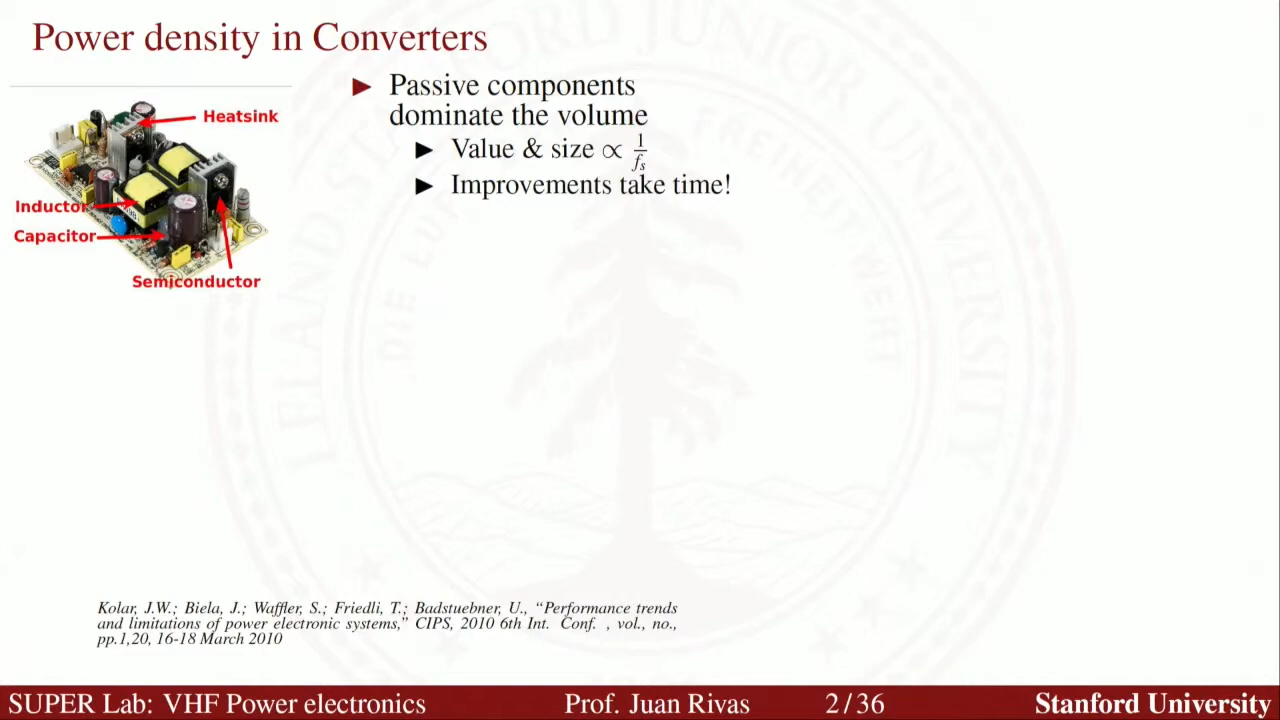 Power density in Converters
Heatsink
Inductor
Capacitor
Semiconductor
► Passive components
dominate the volume
► Value & size ∝ 1/fs
► Improvements take time!
Kolar, J.W.; Biela, J.; Waffler, S.; Friedli, T.; Badstuebner, U., “Performance trends
and limitations of power electronic systems,” CIPS, 2010 6th Int. Conf. , vol., no.,
pp.1,20, 16-18 March 2010
SUPER Lab: VHF Power electronics Prof. Juan Rivas 2 / 36 Stanford University